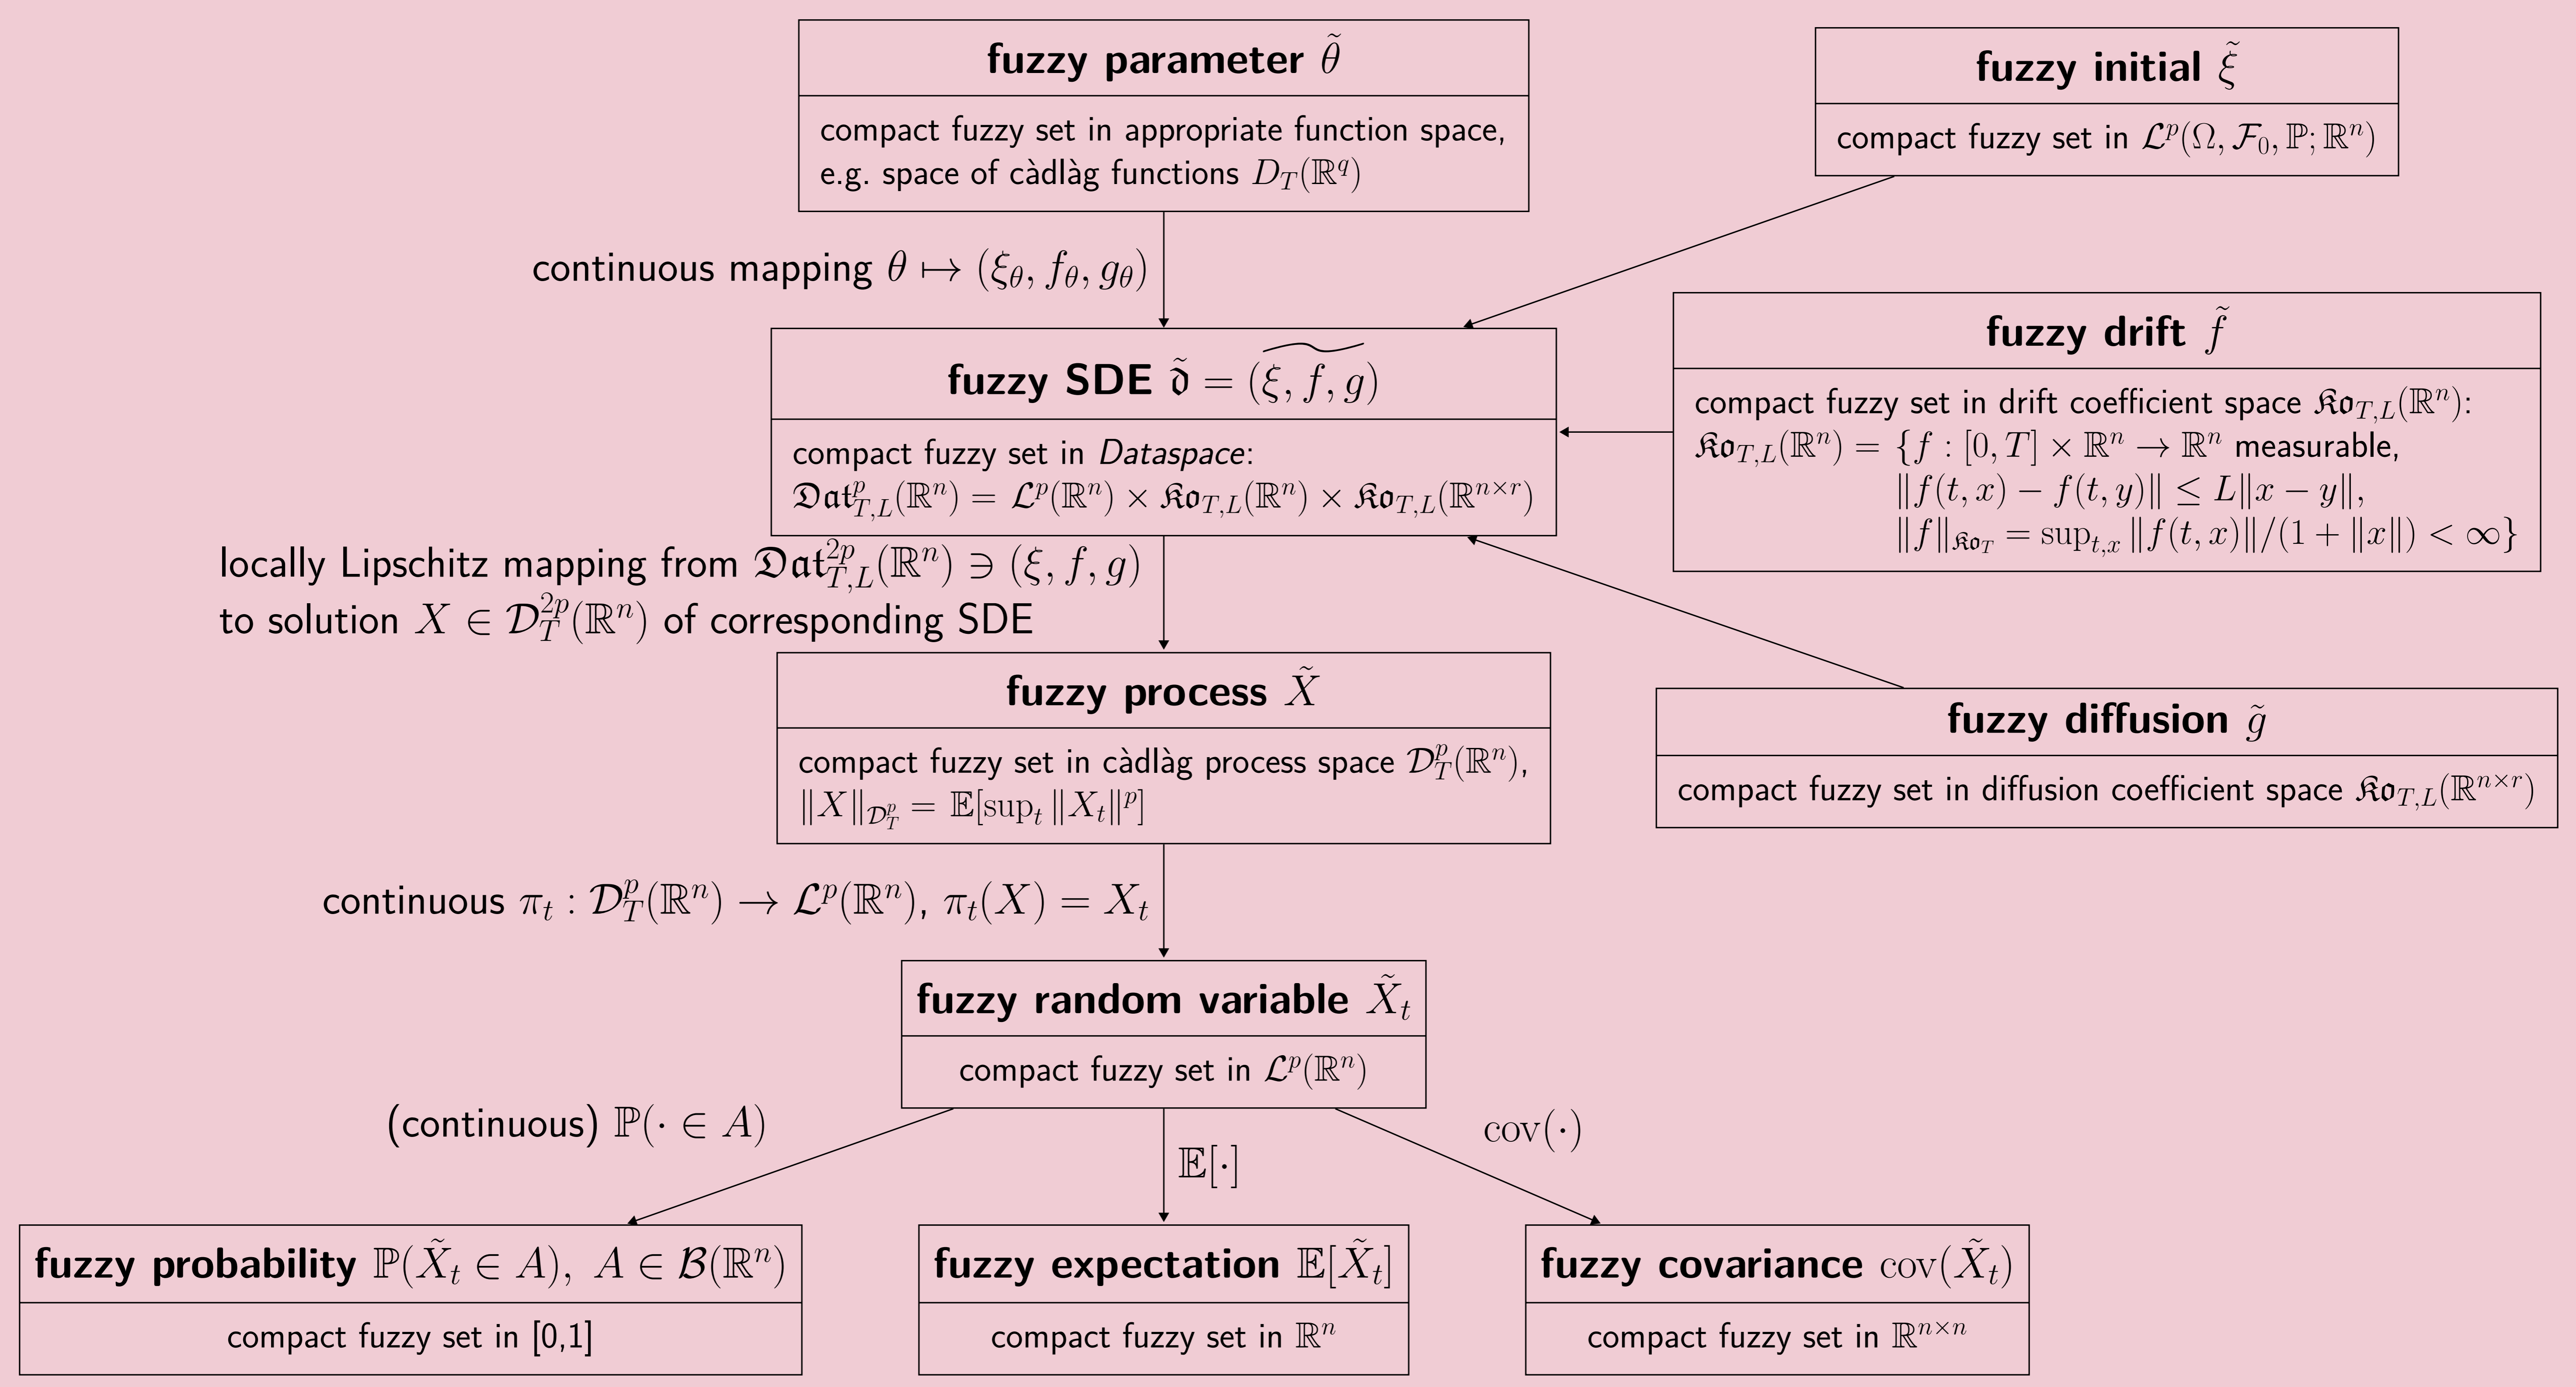 fuzzy parameter θ̃
compact fuzzy set in appropriate function space,
e.g. space of càdlàg functions D_T(ℝ^q)
fuzzy initial ξ̃
compact fuzzy set in ℒ^p(Ω, ℱ_0, ℙ; ℝ^n)
continuous mapping θ ↦ (ξ_θ, f_θ, g_θ)
fuzzy SDE 𝔡̃ = (\widetilde{ξ, f, g})
compact fuzzy set in Dataspace:
𝔇𝔞𝔱^p_{T,L}(ℝ^n) = ℒ^p(ℝ^n) × 𝔎𝔬_{T,L}(ℝ^n) × 𝔎𝔬_{T,L}(ℝ^{n×r})
fuzzy drift f̃
compact fuzzy set in drift coefficient space 𝔎𝔬_{T,L}(ℝ^n):
𝔎𝔬_{T,L}(ℝ^n) = {f : [0, T] × ℝ^n → ℝ^n measurable,
‖f(t, x) − f(t, y)‖ ≤ L‖x − y‖,
‖f‖_{𝔎𝔬_T} = sup_{t,x} ‖f(t, x)‖/(1 + ‖x‖) < ∞}
locally Lipschitz mapping from 𝔇𝔞𝔱^{2p}_{T,L}(ℝ^n) ∋ (ξ, f, g)
to solution X ∈ 𝒟^{2p}_T(ℝ^n) of corresponding SDE
fuzzy process X̃
compact fuzzy set in càdlàg process space 𝒟^p_T(ℝ^n),
‖X‖_{𝒟^p_T} = 𝔼[sup_t ‖X_t‖^p]
fuzzy diffusion g̃
compact fuzzy set in diffusion coefficient space 𝔎𝔬_{T,L}(ℝ^{n×r})
continuous π_t : 𝒟^p_T(ℝ^n) → ℒ^p(ℝ^n), π_t(X) = X_t
fuzzy random variable X̃_t
compact fuzzy set in ℒ^p(ℝ^n)
(continuous) ℙ(· ∈ A)
𝔼[·]
cov(·)
fuzzy probability ℙ(X̃_t ∈ A), A ∈ ℬ(ℝ^n)
compact fuzzy set in [0,1]
fuzzy expectation 𝔼[X̃_t]
compact fuzzy set in ℝ^n
fuzzy covariance cov(X̃_t)
compact fuzzy set in ℝ^{n×n}